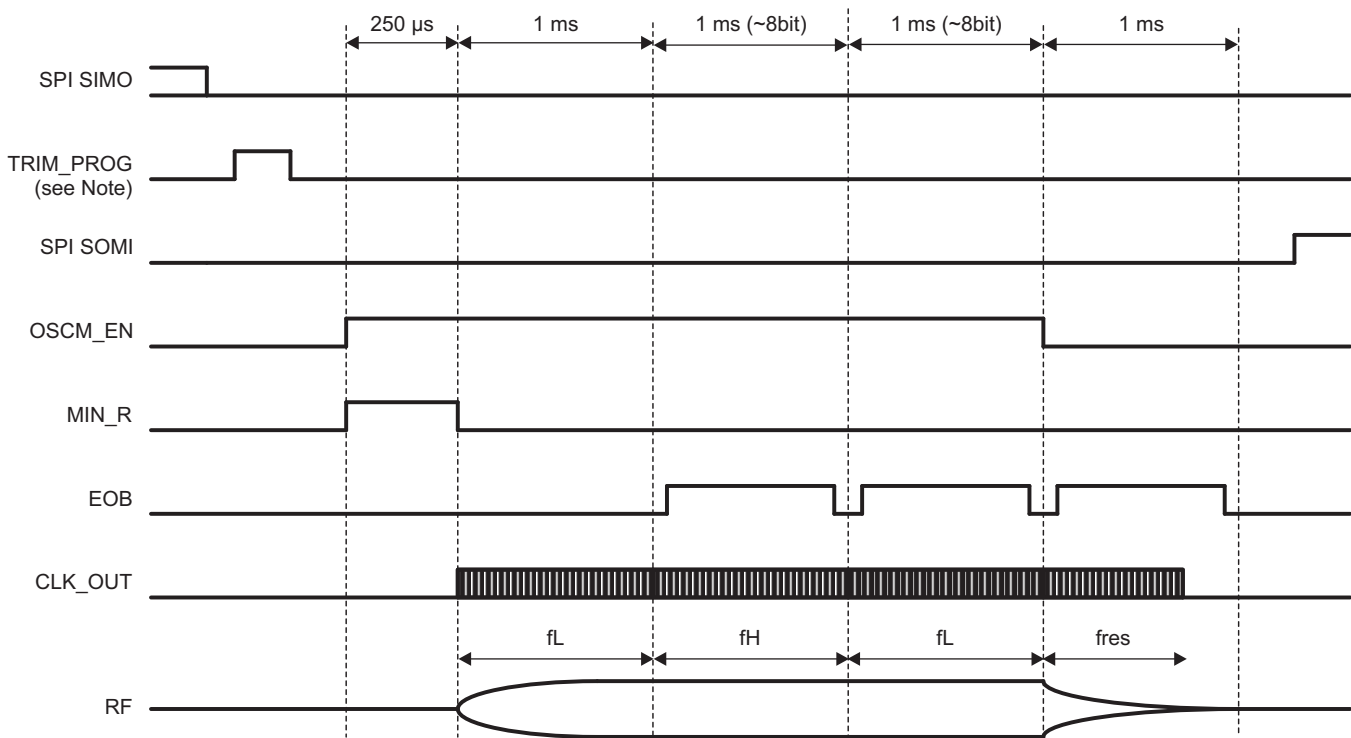 250 µs
1 ms
1 ms (~8bit)
1 ms (~8bit)
1 ms
SPI SIMO
TRIM_PROG
(see Note)
SPI SOMI
OSCM_EN
MIN_R
EOB
CLK_OUT
fL
fH
fL
fres
RF